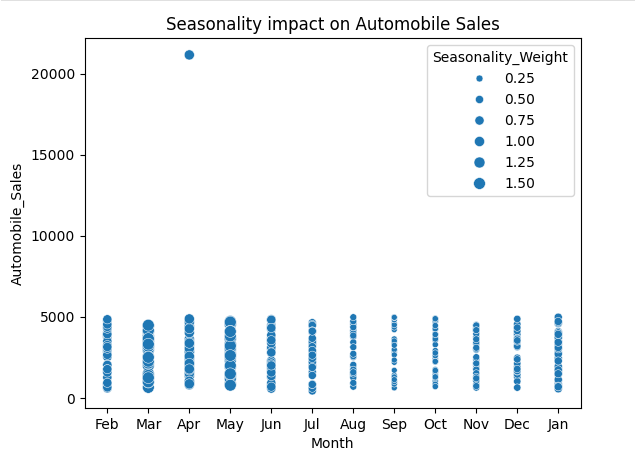 Seasonality impact on Automobile Sales
Seasonality_Weight
0.25
0.50
0.75
1.00
1.25
1.50
Automobile_Sales
20000
15000
10000
5000
0
Feb Mar Apr May Jun Jul Aug Sep Oct Nov Dec Jan
Month